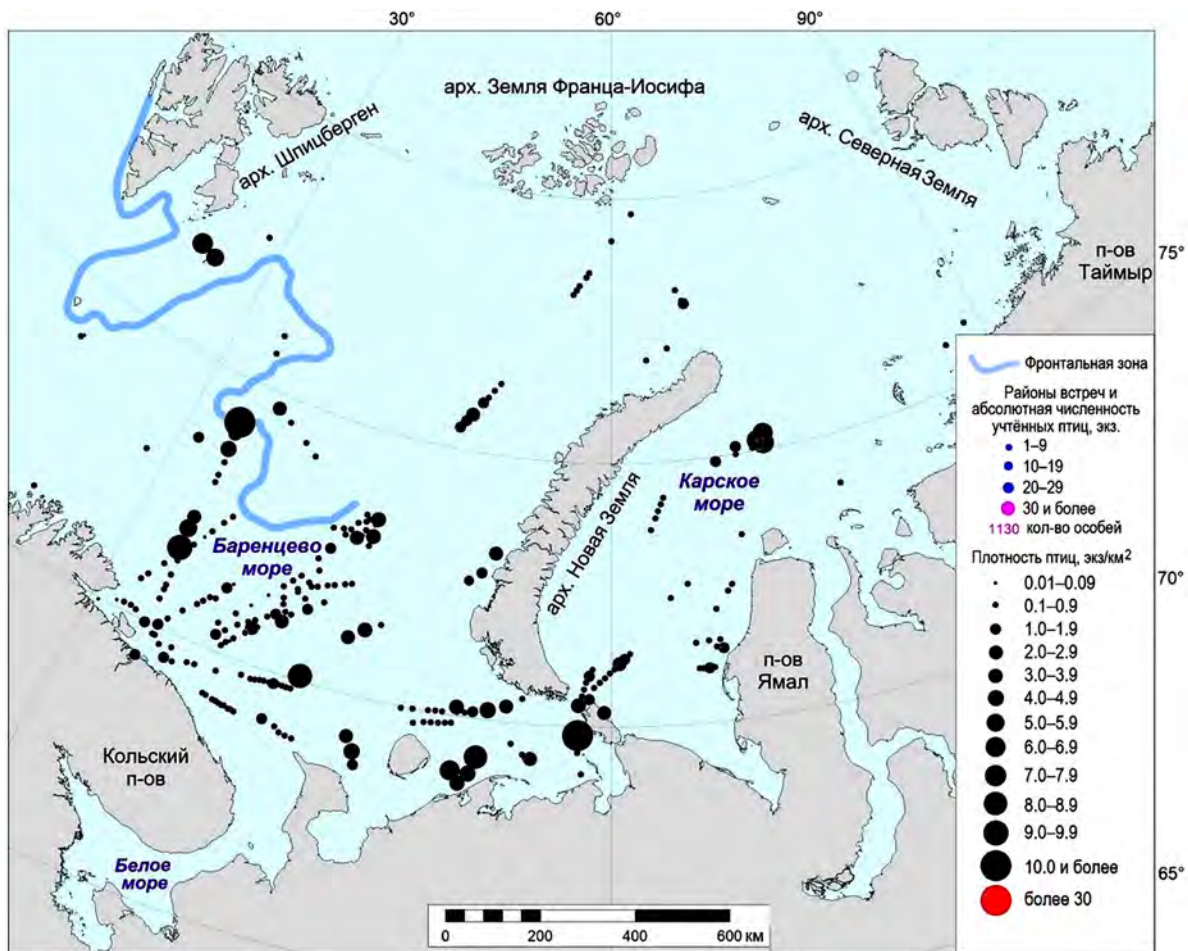 30°
60°
90°
арх. Земля Франца-Иосифа
арх. Шпицберген
арх. Северная Земля
75°
п-ов
Таймыр
Фронтальная зона
Районы встреч и
абсолютная численность
учтённых птиц, экз.
1–9
10–19
20–29
30 и более
1130 кол-во особей
Плотность птиц, экз/км²
0.01–0.09
0.1–0.9
1.0–1.9
2.0–2.9
3.0–3.9
4.0–4.9
5.0–5.9
6.0–6.9
7.0–7.9
8.0–8.9
9.0–9.9
10.0 и более
более 30
Карское
море
арх. Новая Земля
Баренцево
море
70°
п-ов
Ямал
Кольский
п-ов
Белое
море
65°
0 200 400 600 км